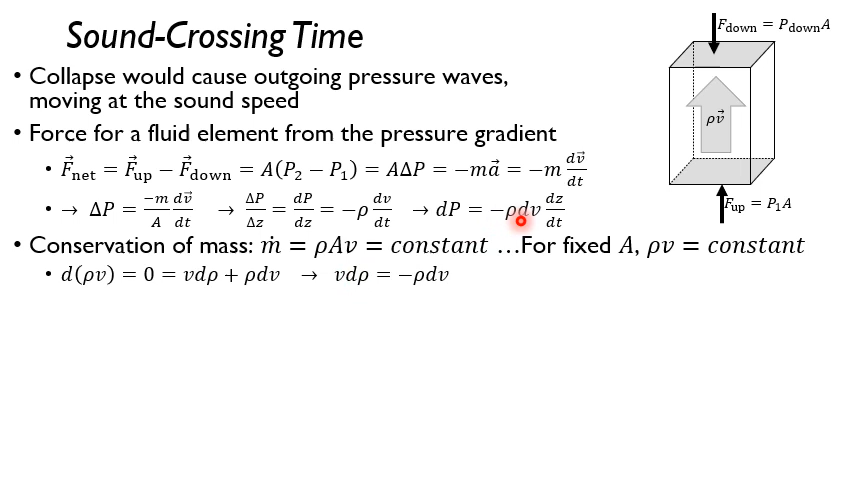 Sound-Crossing Time
• Collapse would cause outgoing pressure waves,
moving at the sound speed
• Force for a fluid element from the pressure gradient
• F⃗net = F⃗up − F⃗down = A(P₂ − P₁) = AΔP = −ma⃗ = −m dv⃗/dt
• → ΔP = −m/A dv⃗/dt → ΔP/Δz = dP/dz = −ρ dv/dt → dP = −ρdv dz/dt
• Conservation of mass: ṁ = ρAv = constant …For fixed A, ρv = constant
• d(ρv) = 0 = vdρ + ρdv → vdρ = −ρdv
Fdown = PdownA
ρv⃗
Fup = P₁A